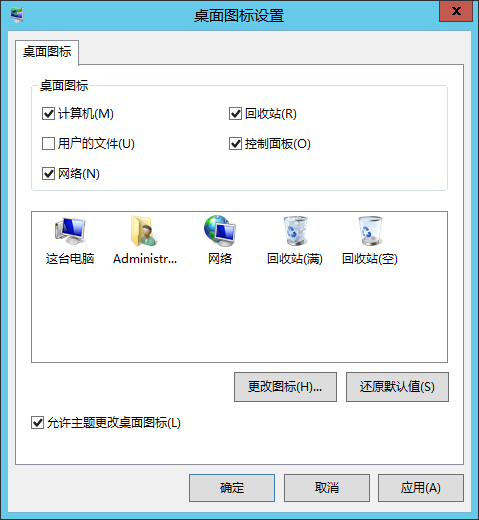 桌面图标设置
x
桌面图标
桌面图标
计算机(M)
回收站(R)
用户的文件(U)
控制面板(O)
网络(N)
这台电脑
Administr...
网络
回收站(满)
回收站(空)
更改图标(H)...
还原默认值(S)
允许主题更改桌面图标(L)
确定
取消
应用(A)